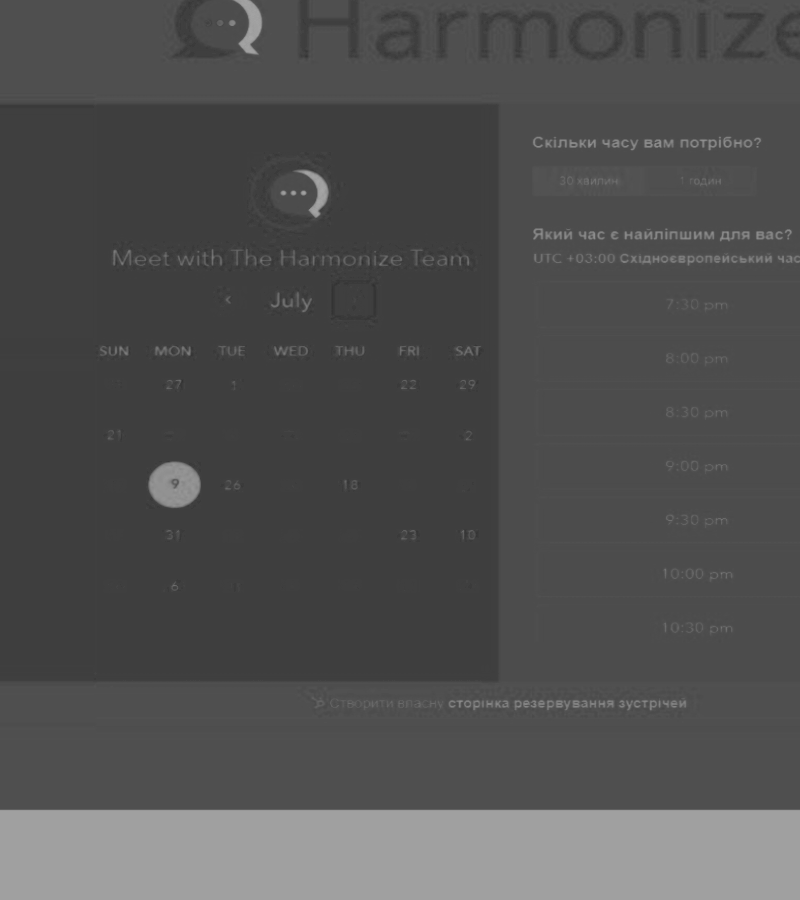 Harmonize
Meet with The Harmonize Team
July
SUN MON TUE WED THU FRI SAT
27 1 22 29
21 2
9 26 18
31 23 10
6
Скільки часу вам потрібно?
30 хвилин 1 годин
Який час є найліпшим для вас?
UTC +03:00 Східноєвропейський час
7:30 pm
8:00 pm
8:30 pm
9:00 pm
9:30 pm
10:00 pm
10:30 pm
Створити власну сторінка резервування зустрічей